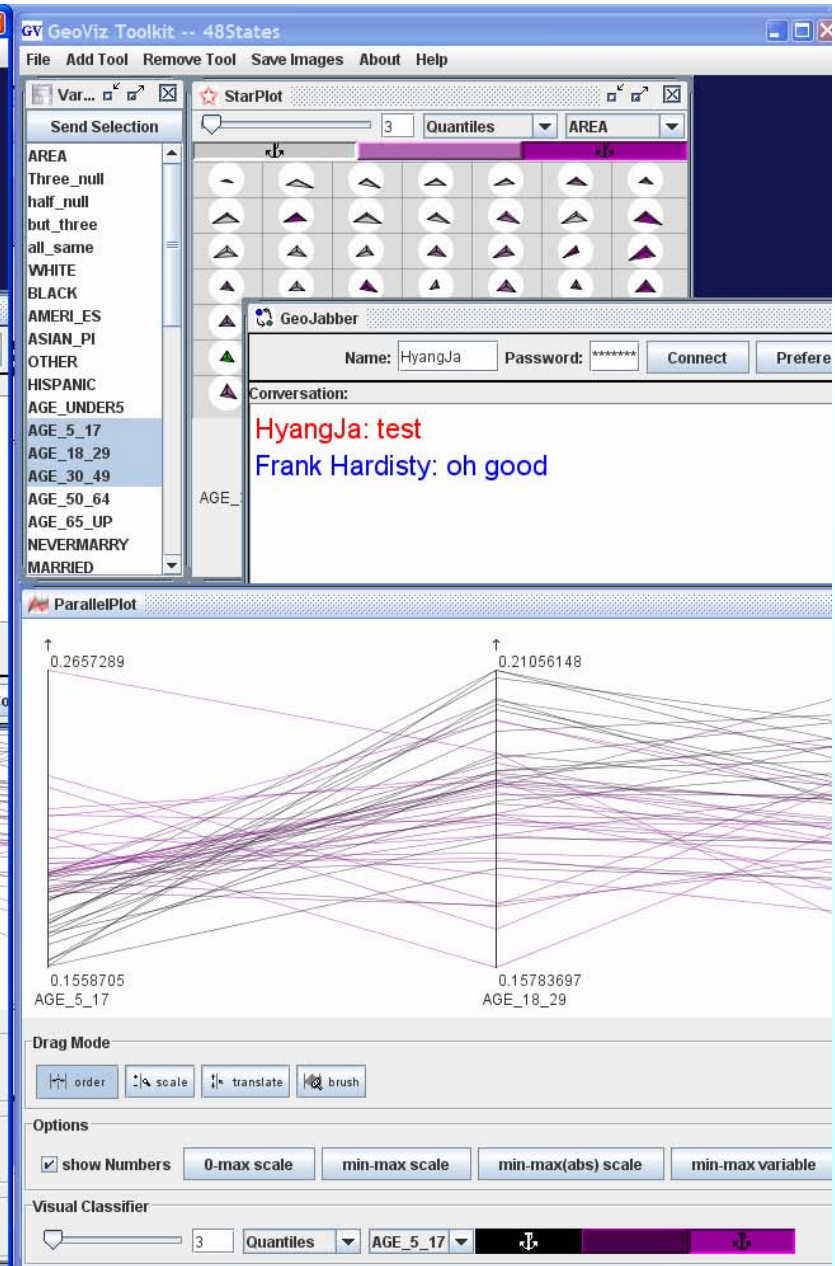 GV GeoViz Toolkit -- 48States
File Add Tool Remove Tool Save Images About Help
Var...
Send Selection
AREA
Three_null
half_null
but_three
all_same
WHITE
BLACK
AMERI_ES
ASIAN_PI
OTHER
HISPANIC
AGE_UNDER5
AGE_5_17
AGE_18_29
AGE_30_49
AGE_50_64
AGE_65_UP
NEVERMARRY
MARRIED
StarPlot
3 Quantiles AREA
AGE_
GeoJabber
Name: HyangJa Password: ******* Connect Prefere
Conversation:
HyangJa: test
Frank Hardisty: oh good
ParallelPlot
0.2657289 0.21056148
0.1558705 0.15783697
AGE_5_17 AGE_18_29
Drag Mode
order scale translate brush
Options
show Numbers 0-max scale min-max scale min-max(abs) scale min-max variable
Visual Classifier
3 Quantiles AGE_5_17